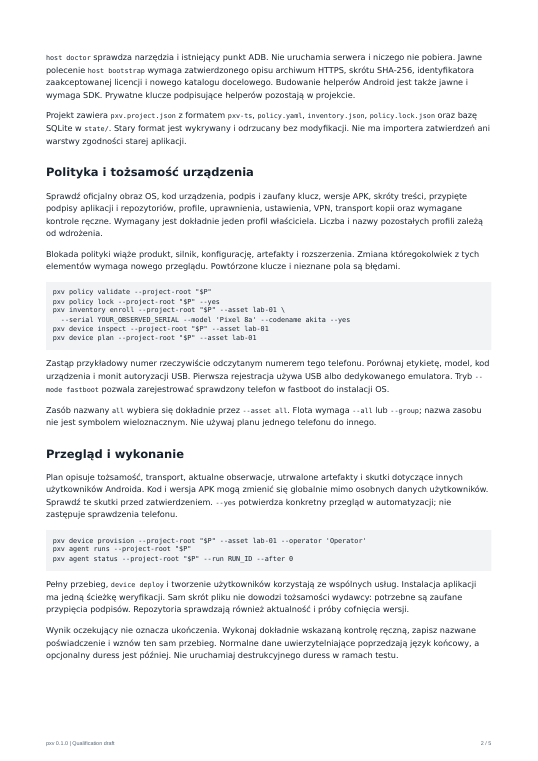 host doctor sprawdza narzędzia i istniejący punkt ADB. Nie uruchamia serwera i niczego nie pobiera. Jawne
polecenie host bootstrap wymaga zatwierdzonego opisu archiwum HTTPS, skrótu SHA-256, identyfikatora
zaakceptowanej licencji i nowego katalogu docelowego. Budowanie helperów Android jest także jawne i
wymaga SDK. Prywatne klucze podpisujące helperów pozostają w projekcie.
Projekt zawiera pxv.project.json z formatem pxv-ts, policy.yaml, inventory.json, policy.lock.json oraz bazę
SQLite w state/. Stary format jest wykrywany i odrzucany bez modyfikacji. Nie ma importera zatwierdzeń ani
warstwy zgodności starej aplikacji.
Polityka i tożsamość urządzenia
Sprawdź oficjalny obraz OS, kod urządzenia, podpis i zaufany klucz, wersje APK, skróty treści, przypięte
podpisy aplikacji i repozytoriów, profile, uprawnienia, ustawienia, VPN, transport kopii oraz wymagane
kontrole ręczne. Wymagany jest dokładnie jeden profil właściciela. Liczba i nazwy pozostałych profili zależą
od wdrożenia.
Blokada polityki wiąże produkt, silnik, konfigurację, artefakty i rozszerzenia. Zmiana któregokolwiek z tych
elementów wymaga nowego przeglądu. Powtórzone klucze i nieznane pola są błędami.
pxv policy validate --project-root "$P"
pxv policy lock --project-root "$P" --yes
pxv inventory enroll --project-root "$P" --asset lab-01 \
  --serial YOUR_OBSERVED_SERIAL --model 'Pixel 8a' --codename akita --yes
pxv device inspect --project-root "$P" --asset lab-01
pxv device plan --project-root "$P" --asset lab-01
Zastąp przykładowy numer rzeczywiście odczytanym numerem tego telefonu. Porównaj etykietę, model, kod
urządzenia i monit autoryzacji USB. Pierwsza rejestracja używa USB albo dedykowanego emulatora. Tryb --
mode fastboot pozwala zarejestrować sprawdzony telefon w fastboot do instalacji OS.
Zasób nazwany all wybiera się dokładnie przez --asset all. Flota wymaga --all lub --group; nazwa zasobu
nie jest symbolem wieloznacznym. Nie używaj planu jednego telefonu do innego.
Przegląd i wykonanie
Plan opisuje tożsamość, transport, aktualne obserwacje, utrwalone artefakty i skutki dotyczące innych
użytkowników Androida. Kod i wersja APK mogą zmienić się globalnie mimo osobnych danych użytkowników.
Sprawdź te skutki przed zatwierdzeniem. --yes potwierdza konkretny przegląd w automatyzacji; nie
zastępuje sprawdzenia telefonu.
pxv device provision --project-root "$P" --asset lab-01 --operator 'Operator'
pxv agent runs --project-root "$P"
pxv agent status --project-root "$P" --run RUN_ID --after 0
Pełny przebieg, device deploy i tworzenie użytkowników korzystają ze wspólnych usług. Instalacja aplikacji
ma jedną ścieżkę weryfikacji. Sam skrót pliku nie dowodzi tożsamości wydawcy: potrzebne są zaufane
przypięcia podpisów. Repozytoria sprawdzają również aktualność i próby cofnięcia wersji.
Wynik oczekujący nie oznacza ukończenia. Wykonaj dokładnie wskazaną kontrolę ręczną, zapisz nazwane
poświadczenie i wznów ten sam przebieg. Normalne dane uwierzytelniające poprzedzają język końcowy, a
opcjonalny duress jest później. Nie uruchamiaj destrukcyjnego duress w ramach testu.
pxv 0.1.0 | Qualification draft
2 / 5